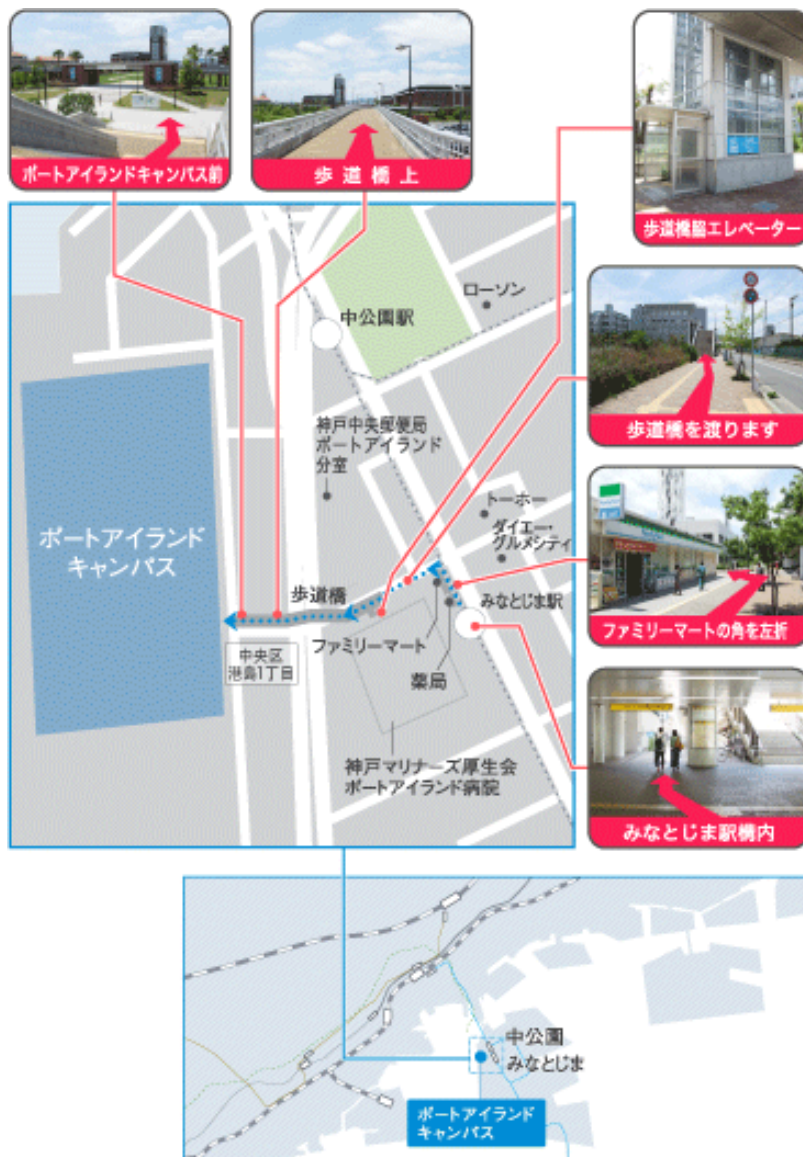 ポートアイランドキャンパス前
歩道橋上
歩道橋脇エレベーター
ローソン
中公園駅
歩道橋を渡ります
神戸中央郵便局
ポートアイランド
分室
トーホー
ダイエー・
グルメシティ
ポートアイランド
キャンパス
歩道橋
みなとじま駅
ファミリーマートの角を左折
ファミリーマート
中央区
港島1丁目
薬局
神戸マリナーズ厚生会
ポートアイランド病院
みなとじま駅構内
中公園
みなとじま
ポートアイランド
キャンパス